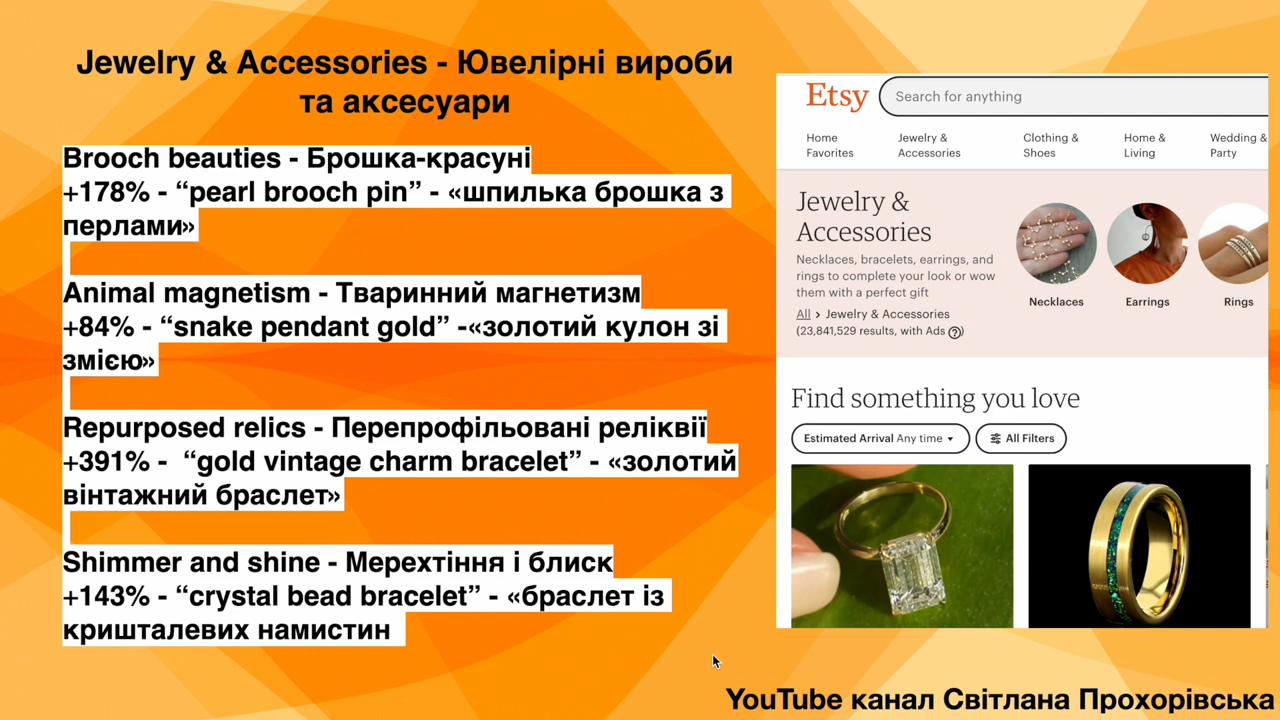 Jewelry & Accessories - Ювелірні вироби
та аксесуари
Brooch beauties - Брошка-красуні
+178% - “pearl brooch pin” - «шпилька брошка з
перлами»
Animal magnetism - Тваринний магнетизм
+84% - “snake pendant gold” -«золотий кулон зі
змією»
Repurposed relics - Перепрофільовані реліквії
+391% -  “gold vintage charm bracelet” - «золотий
вінтажний браслет»
Shimmer and shine - Мерехтіння і блиск
+143% - “crystal bead bracelet” - «браслет із
кришталевих намистин
Etsy
Search for anything
Home
Favorites
Jewelry &
Accessories
Clothing &
Shoes
Home &
Living
Wedding &
Party
Jewelry &
Accessories
Necklaces, bracelets, earrings, and
rings to complete your look or wow
them with a perfect gift
All > Jewelry & Accessories
(23,841,529 results, with Ads ?)
Necklaces
Earrings
Rings
Find something you love
Estimated Arrival Any time
All Filters
YouTube канал Світлана Прохорівська